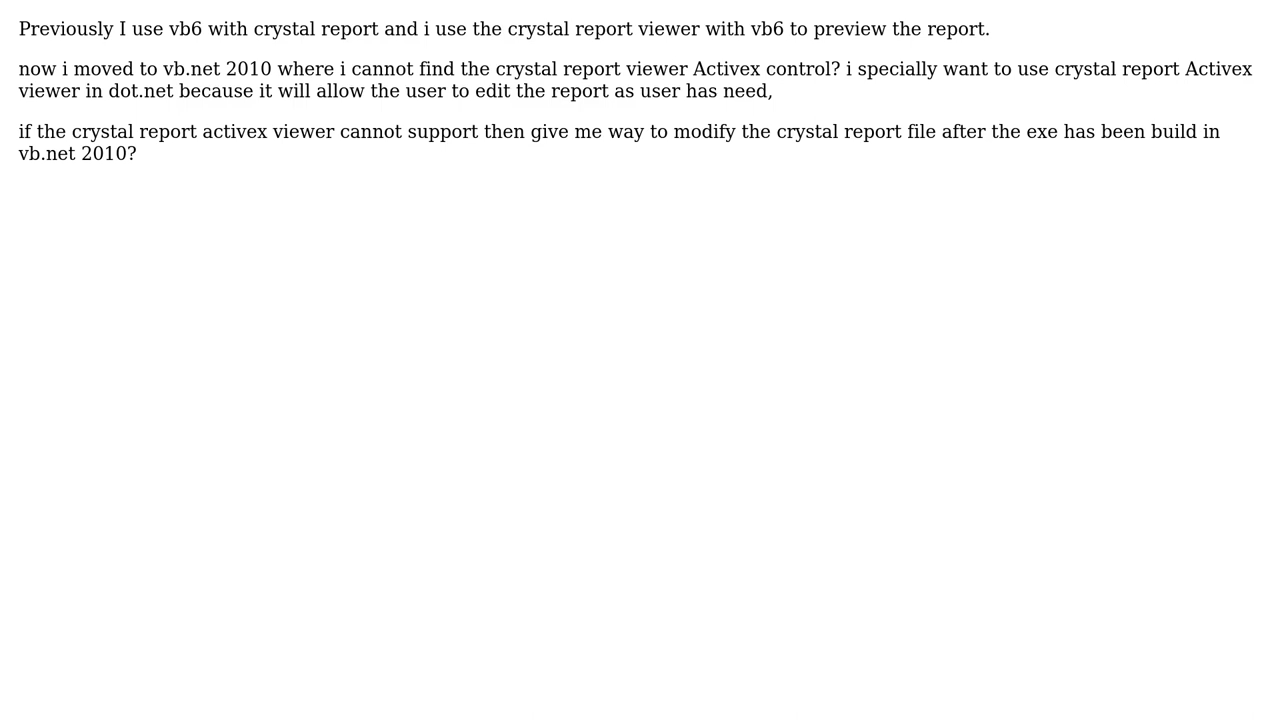 Previously I use vb6 with crystal report and i use the crystal report viewer with vb6 to preview the report.
now i moved to vb.net 2010 where i cannot find the crystal report viewer Activex control? i specially want to use crystal report Activex
viewer in dot.net because it will allow the user to edit the report as user has need,
if the crystal report activex viewer cannot support then give me way to modify the crystal report file after the exe has been build in
vb.net 2010?